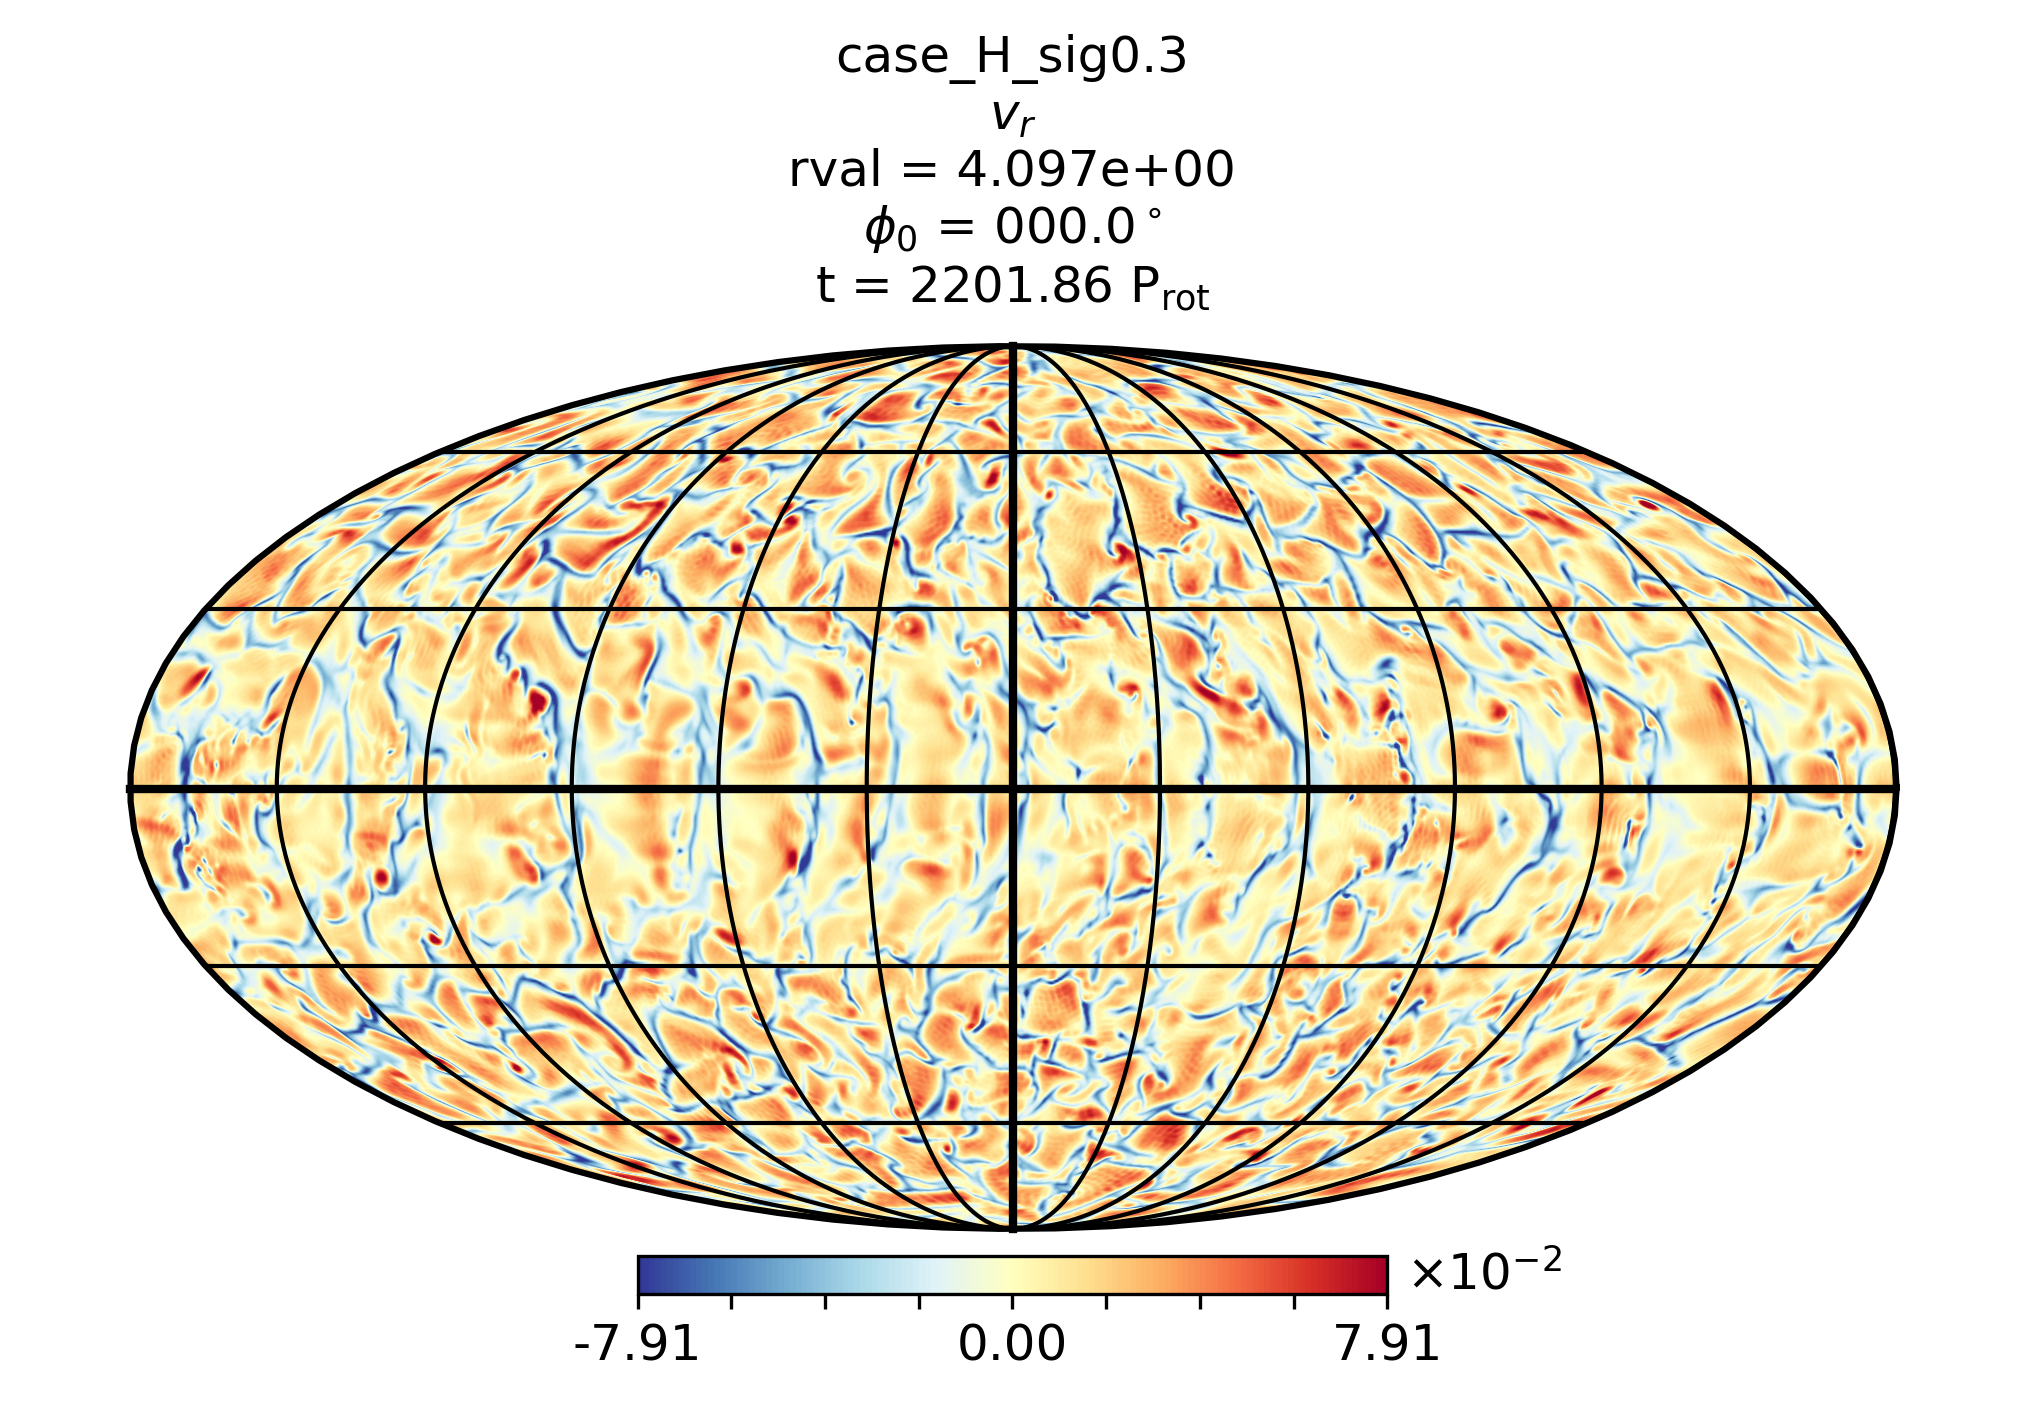 case_H_sig0.3
v_r
rval = 4.097e+00
ϕ₀ = 000.0°
t = 2201.86 P_rot
×10⁻²
-7.91 0.00 7.91